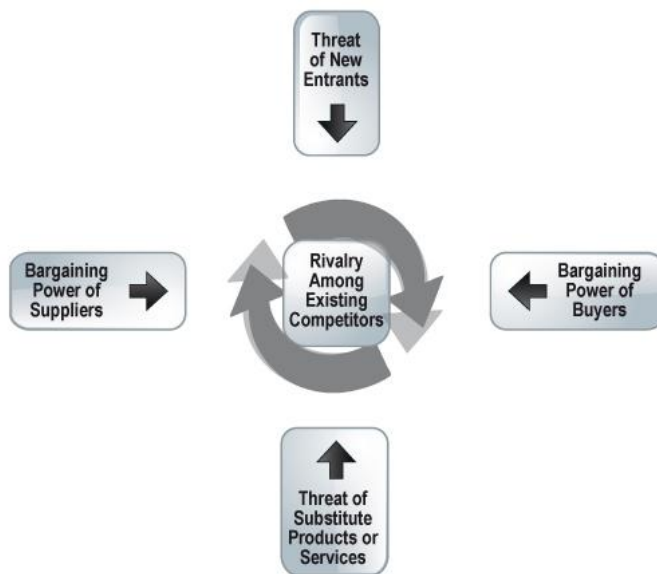 Threat
of New
Entrants
Bargaining
Power of
Suppliers
Rivalry
Among
Existing
Competitors
Bargaining
Power of
Buyers
Threat of
Substitute
Products or
Services